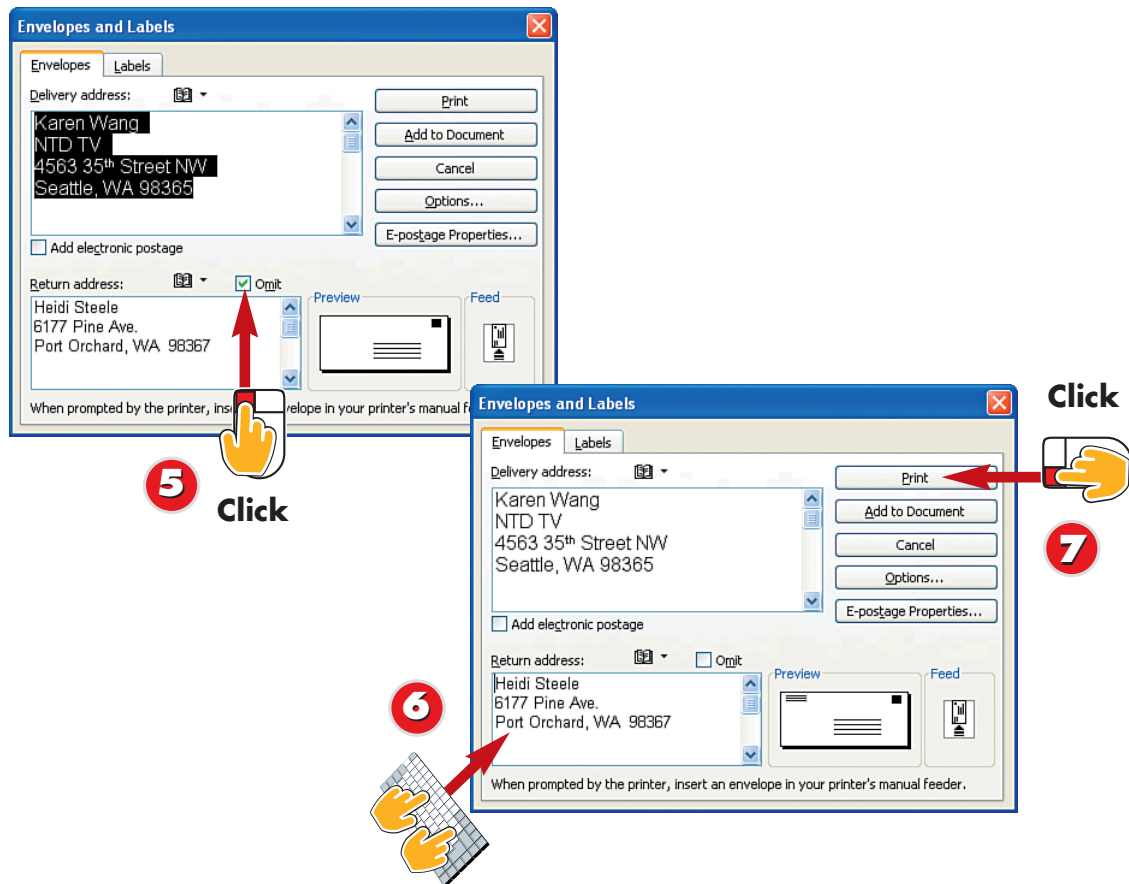 Envelopes and Labels
Envelopes Labels
Delivery address:
Print
Karen Wang
NTD TV
4563 35th Street NW
Seattle, WA 98365
Add to Document
Cancel
Options...
E-postage Properties...
Add electronic postage
Return address:
Omit
Heidi Steele
6177 Pine Ave.
Port Orchard, WA 98367
Preview
Feed
When prompted by the printer, velope in your printer's manual
5
Click
Envelopes and Labels
Envelopes Labels
Delivery address:
Print
Karen Wang
NTD TV
4563 35th Street NW
Seattle, WA 98365
Add to Document
Cancel
Options...
E-postage Properties...
Add electronic postage
Return address:
Omit
Heidi Steele
6177 Pine Ave.
Port Orchard, WA 98367
Preview
Feed
When prompted by the printer, insert an envelope in your printer's manual feeder.
6
Click
7